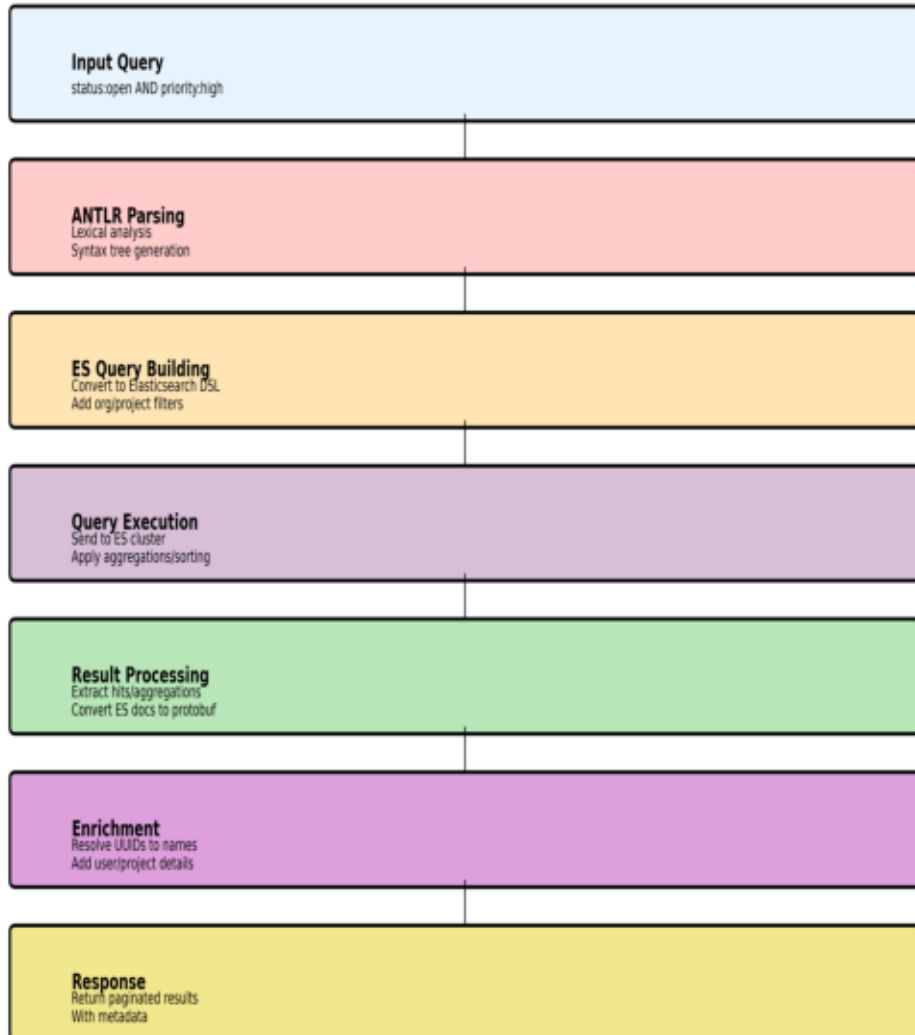 Input Query
status:open AND priority:high
ANTLR Parsing
Lexical analysis
Syntax tree generation
ES Query Building
Convert to Elasticsearch DSL
Add org/project filters
Query Execution
Send to ES cluster
Apply aggregations/sorting
Result Processing
Extract hits/aggregations
Convert ES docs to protobuf
Enrichment
Resolve UUIDs to names
Add user/project details
Response
Return paginated results
With metadata